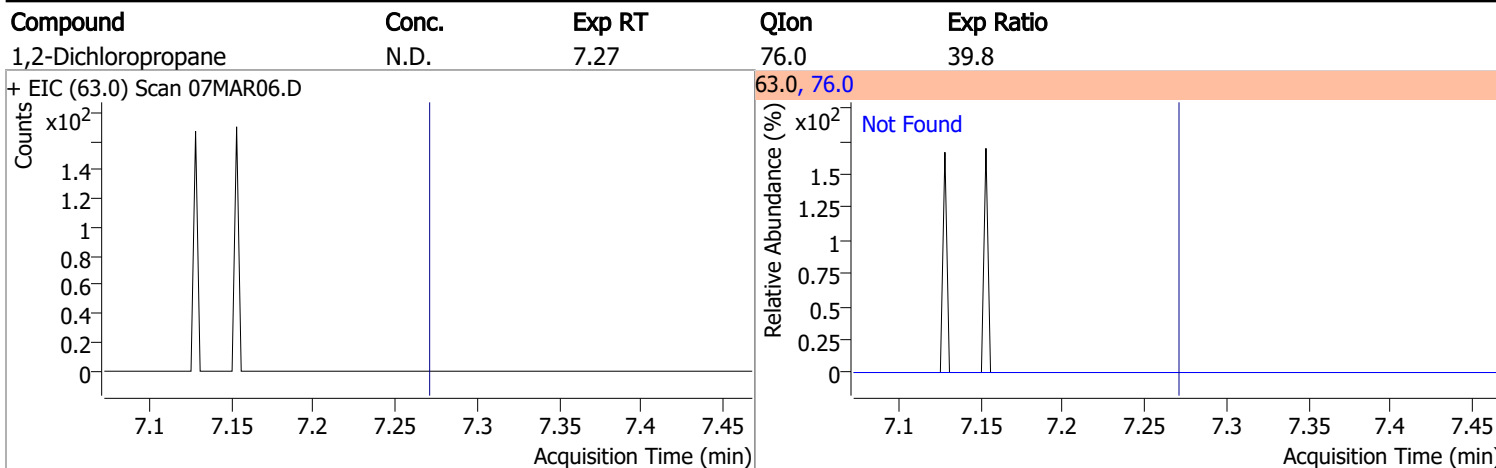 Compound Conc. Exp RT QIon Exp Ratio
1,2-Dichloropropane N.D. 7.27 76.0 39.8
+ EIC (63.0) Scan 07MAR06.D
Counts
x10²
1.4
1.2
1
0.8
0.6
0.4
0.2
0
7.1 7.15 7.2 7.25 7.3 7.35 7.4 7.45
Acquisition Time (min)
63.0, 76.0
Relative Abundance (%)
x10²
Not Found
1.5
1.25
1
0.75
0.5
0.25
0
7.1 7.15 7.2 7.25 7.3 7.35 7.4 7.45
Acquisition Time (min)